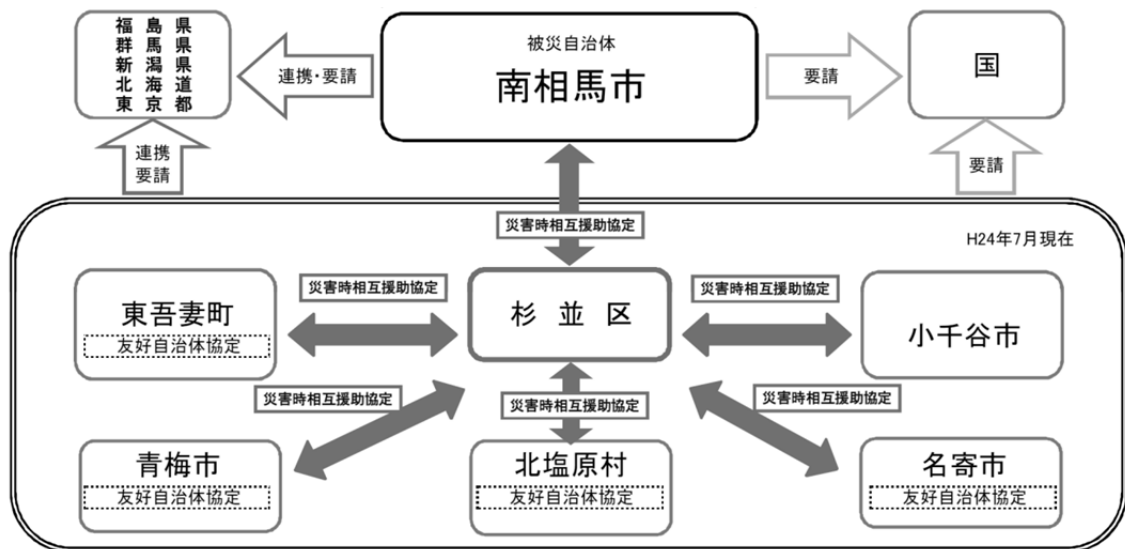 福島県
群馬県
新潟県
北海道
東京都
連携・要請
被災自治体
南相馬市
要請
国
連携
要請
要請
災害時相互援助協定
H24年7月現在
東吾妻町
友好自治体協定
災害時相互援助協定
杉並区
災害時相互援助協定
小千谷市
災害時相互援助協定
災害時相互援助協定
災害時相互援助協定
青梅市
友好自治体協定
北塩原村
友好自治体協定
名寄市
友好自治体協定